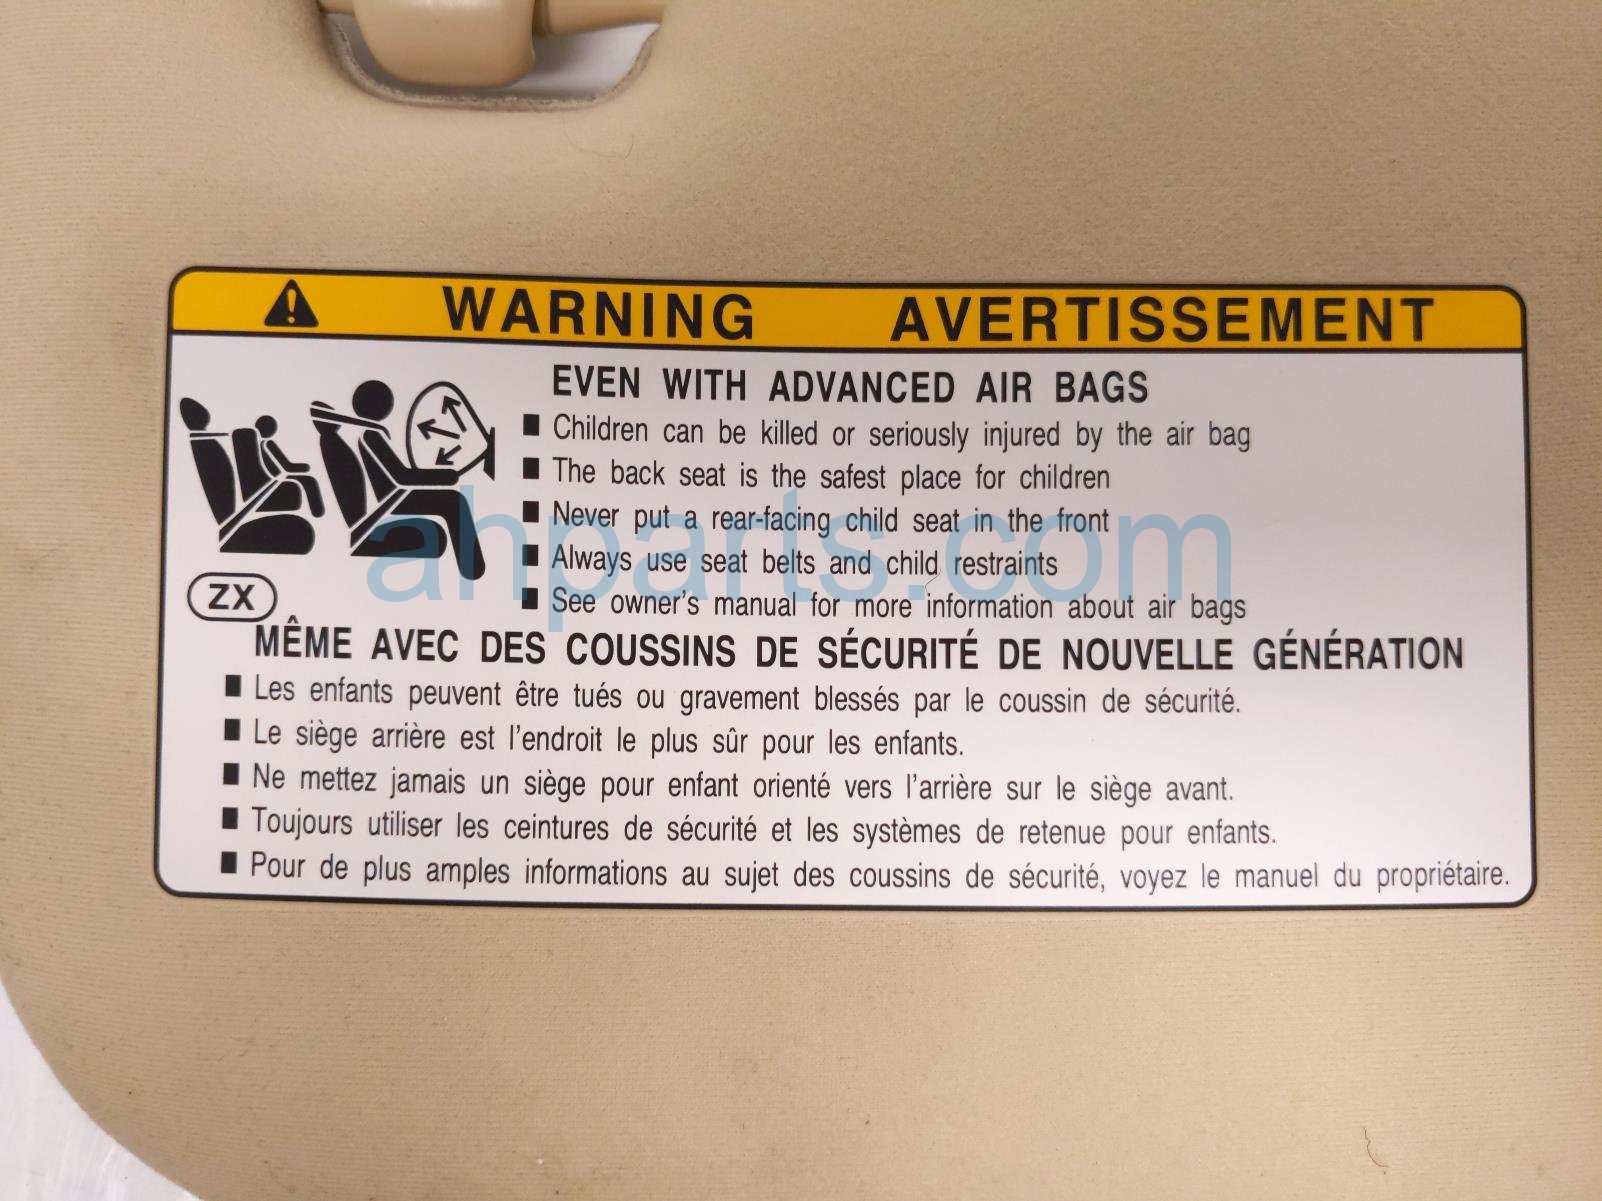 WARNING AVERTISSEMENT
EVEN WITH ADVANCED AIR BAGS
■ Children can be killed or seriously injured by the air bag
■ The back seat is the safest place for children
■ Never put a rear-facing child seat in the front
■ Always use seat belts and child restraints
■ See owner's manual for more information about air bags
ZX
MÊME AVEC DES COUSSINS DE SÉCURITÉ DE NOUVELLE GÉNÉRATION
■ Les enfants peuvent être tués ou gravement blessés par le coussin de sécurité.
■ Le siège arrière est l'endroit le plus sûr pour les enfants.
■ Ne mettez jamais un siège pour enfant orienté vers l'arrière sur le siège avant.
■ Toujours utiliser les ceintures de sécurité et les systèmes de retenue pour enfants.
■ Pour de plus amples informations au sujet des coussins de sécurité, voyez le manuel du propriétaire.
ahparts.com